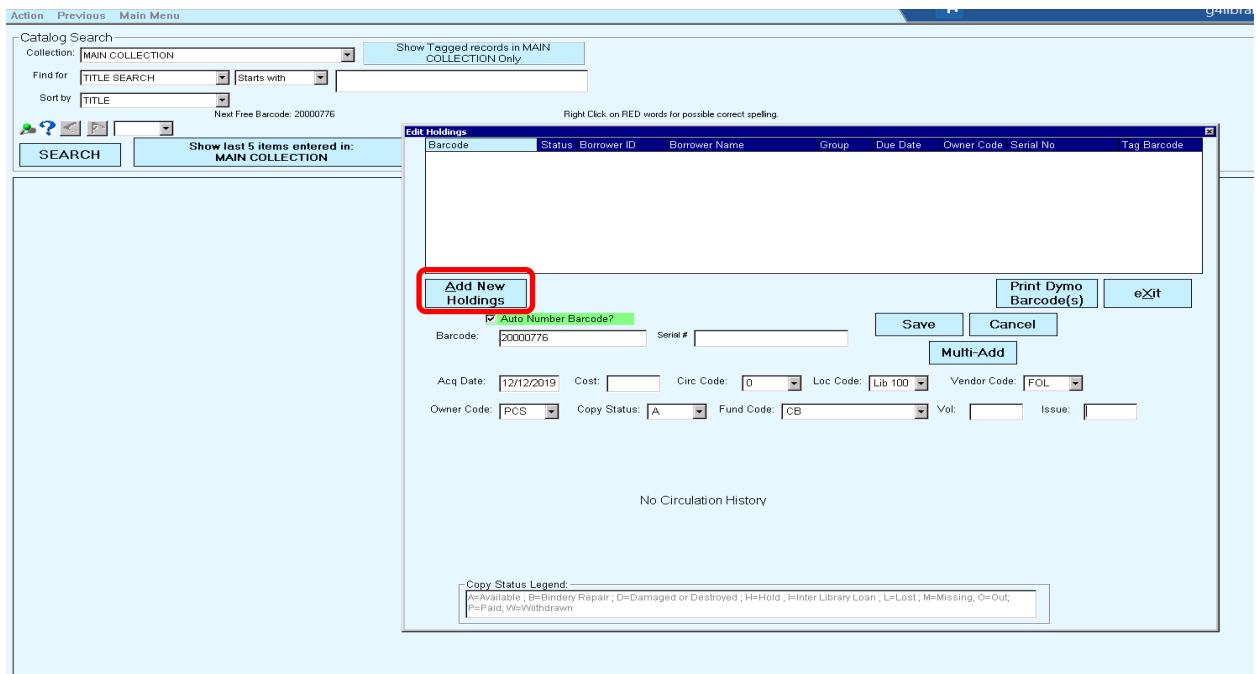 Action Previous Main Menu
Catalog Search
Collection: MAIN COLLECTION
Show Tagged records in MAIN
COLLECTION Only
Find for TITLE SEARCH Starts with
Sort by TITLE
Next Free Barcode: 20000776
Right Click on RED words for possible correct spelling.
SEARCH
Show last 5 items entered in:
MAIN COLLECTION
Edit Holdings
Barcode Status Borrower ID Borrower Name Group Due Date Owner Code Serial No Tag Barcode
Add New
Holdings
Print Dymo
Barcode(s)
eXit
Auto Number Barcode?
Barcode: 20000776 Serial #
Save Cancel
Multi-Add
Acq Date: 12/12/2019 Cost: Circ Code: 0 Loc Code: Lib 100 Vendor Code: FOL
Owner Code: PCS Copy Status: A Fund Code: CB Vol: Issue:
No Circulation History
Copy Status Legend:
A=Available ; B=Bindery Repair ; D=Damaged or Destroyed ; H=Hold ; I=Inter Library Loan ; L=Lost ; M=Missing; O=Out;
P=Paid; W=Wiithdrawn